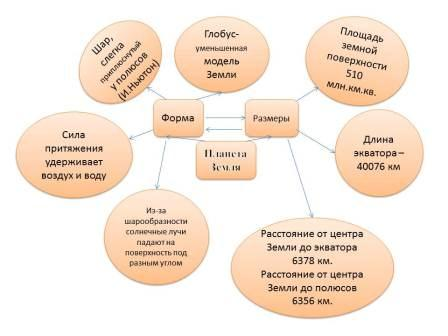 Шар,
слегка
приплюснутый
у полюсов
(И.Ньютон)
Глобус-
уменьшенная
модель
Земли
Площадь
земной
поверхности
510
млн.км.кв.
Форма
Размеры
Сила
притяжения
удерживает
воздух и воду
Планета
Земля
Длина
экватора –
40076 км
Из-за
шарообразности
солнечные лучи
падают на
поверхность под
разным углом
Расстояние от центра
Земли до экватора
6378 км.
Расстояние от центра
Земли до полюсов
6356 км.